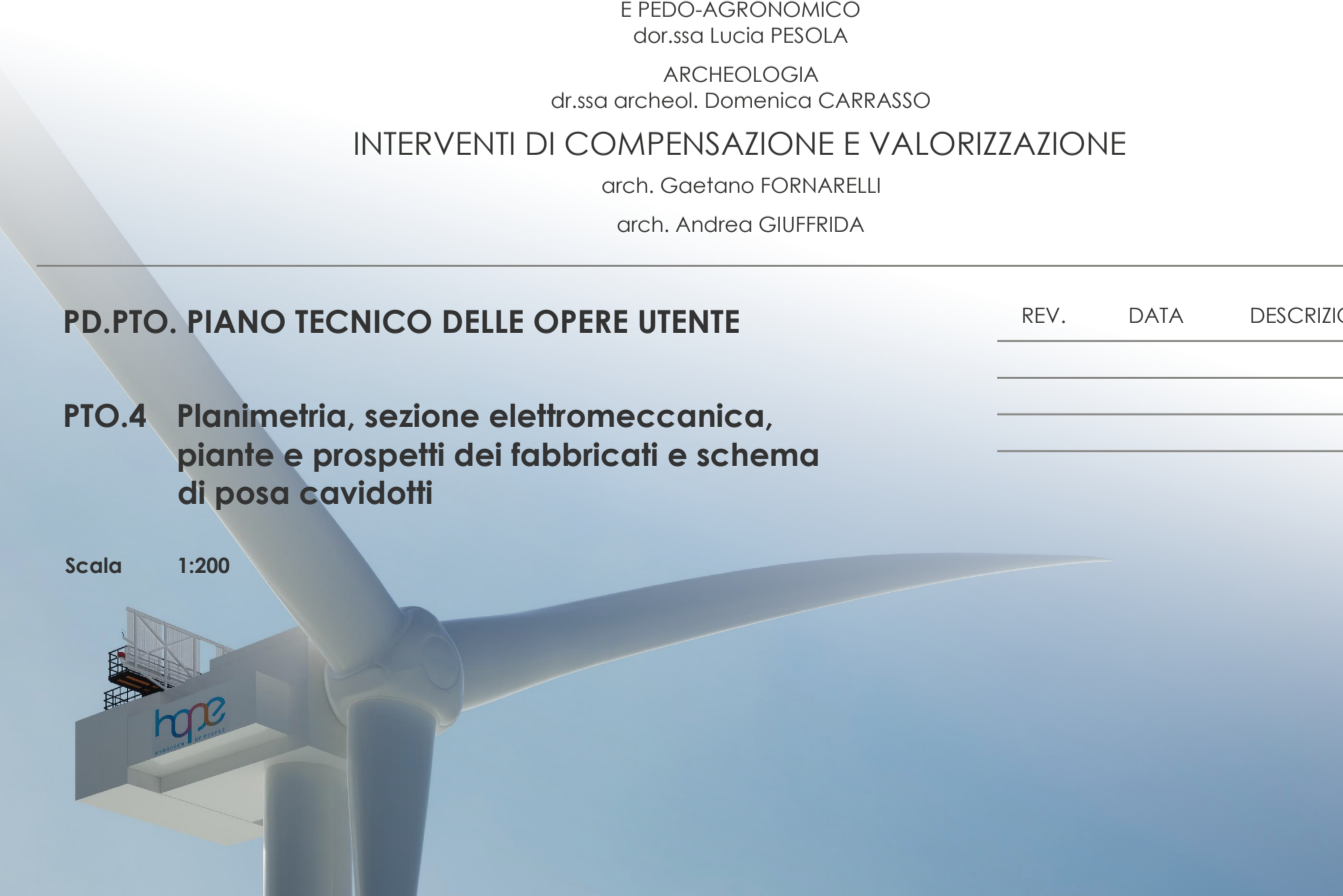 E PEDO-AGRONOMICO
dor.ssa Lucia PESOLA
ARCHEOLOGIA
dr.ssa archeol. Domenica CARRASSO
INTERVENTI DI COMPENSAZIONE E VALORIZZAZIONE
arch. Gaetano FORNARELLI
arch. Andrea GIUFFRIDA
PD.PTO. PIANO TECNICO DELLE OPERE UTENTE
REV. DATA
PTO.4 Planimetria, sezione elettromeccanica,
piante e prospetti dei fabbricati e schema
di posa cavidotti
Scala 1:200
hope